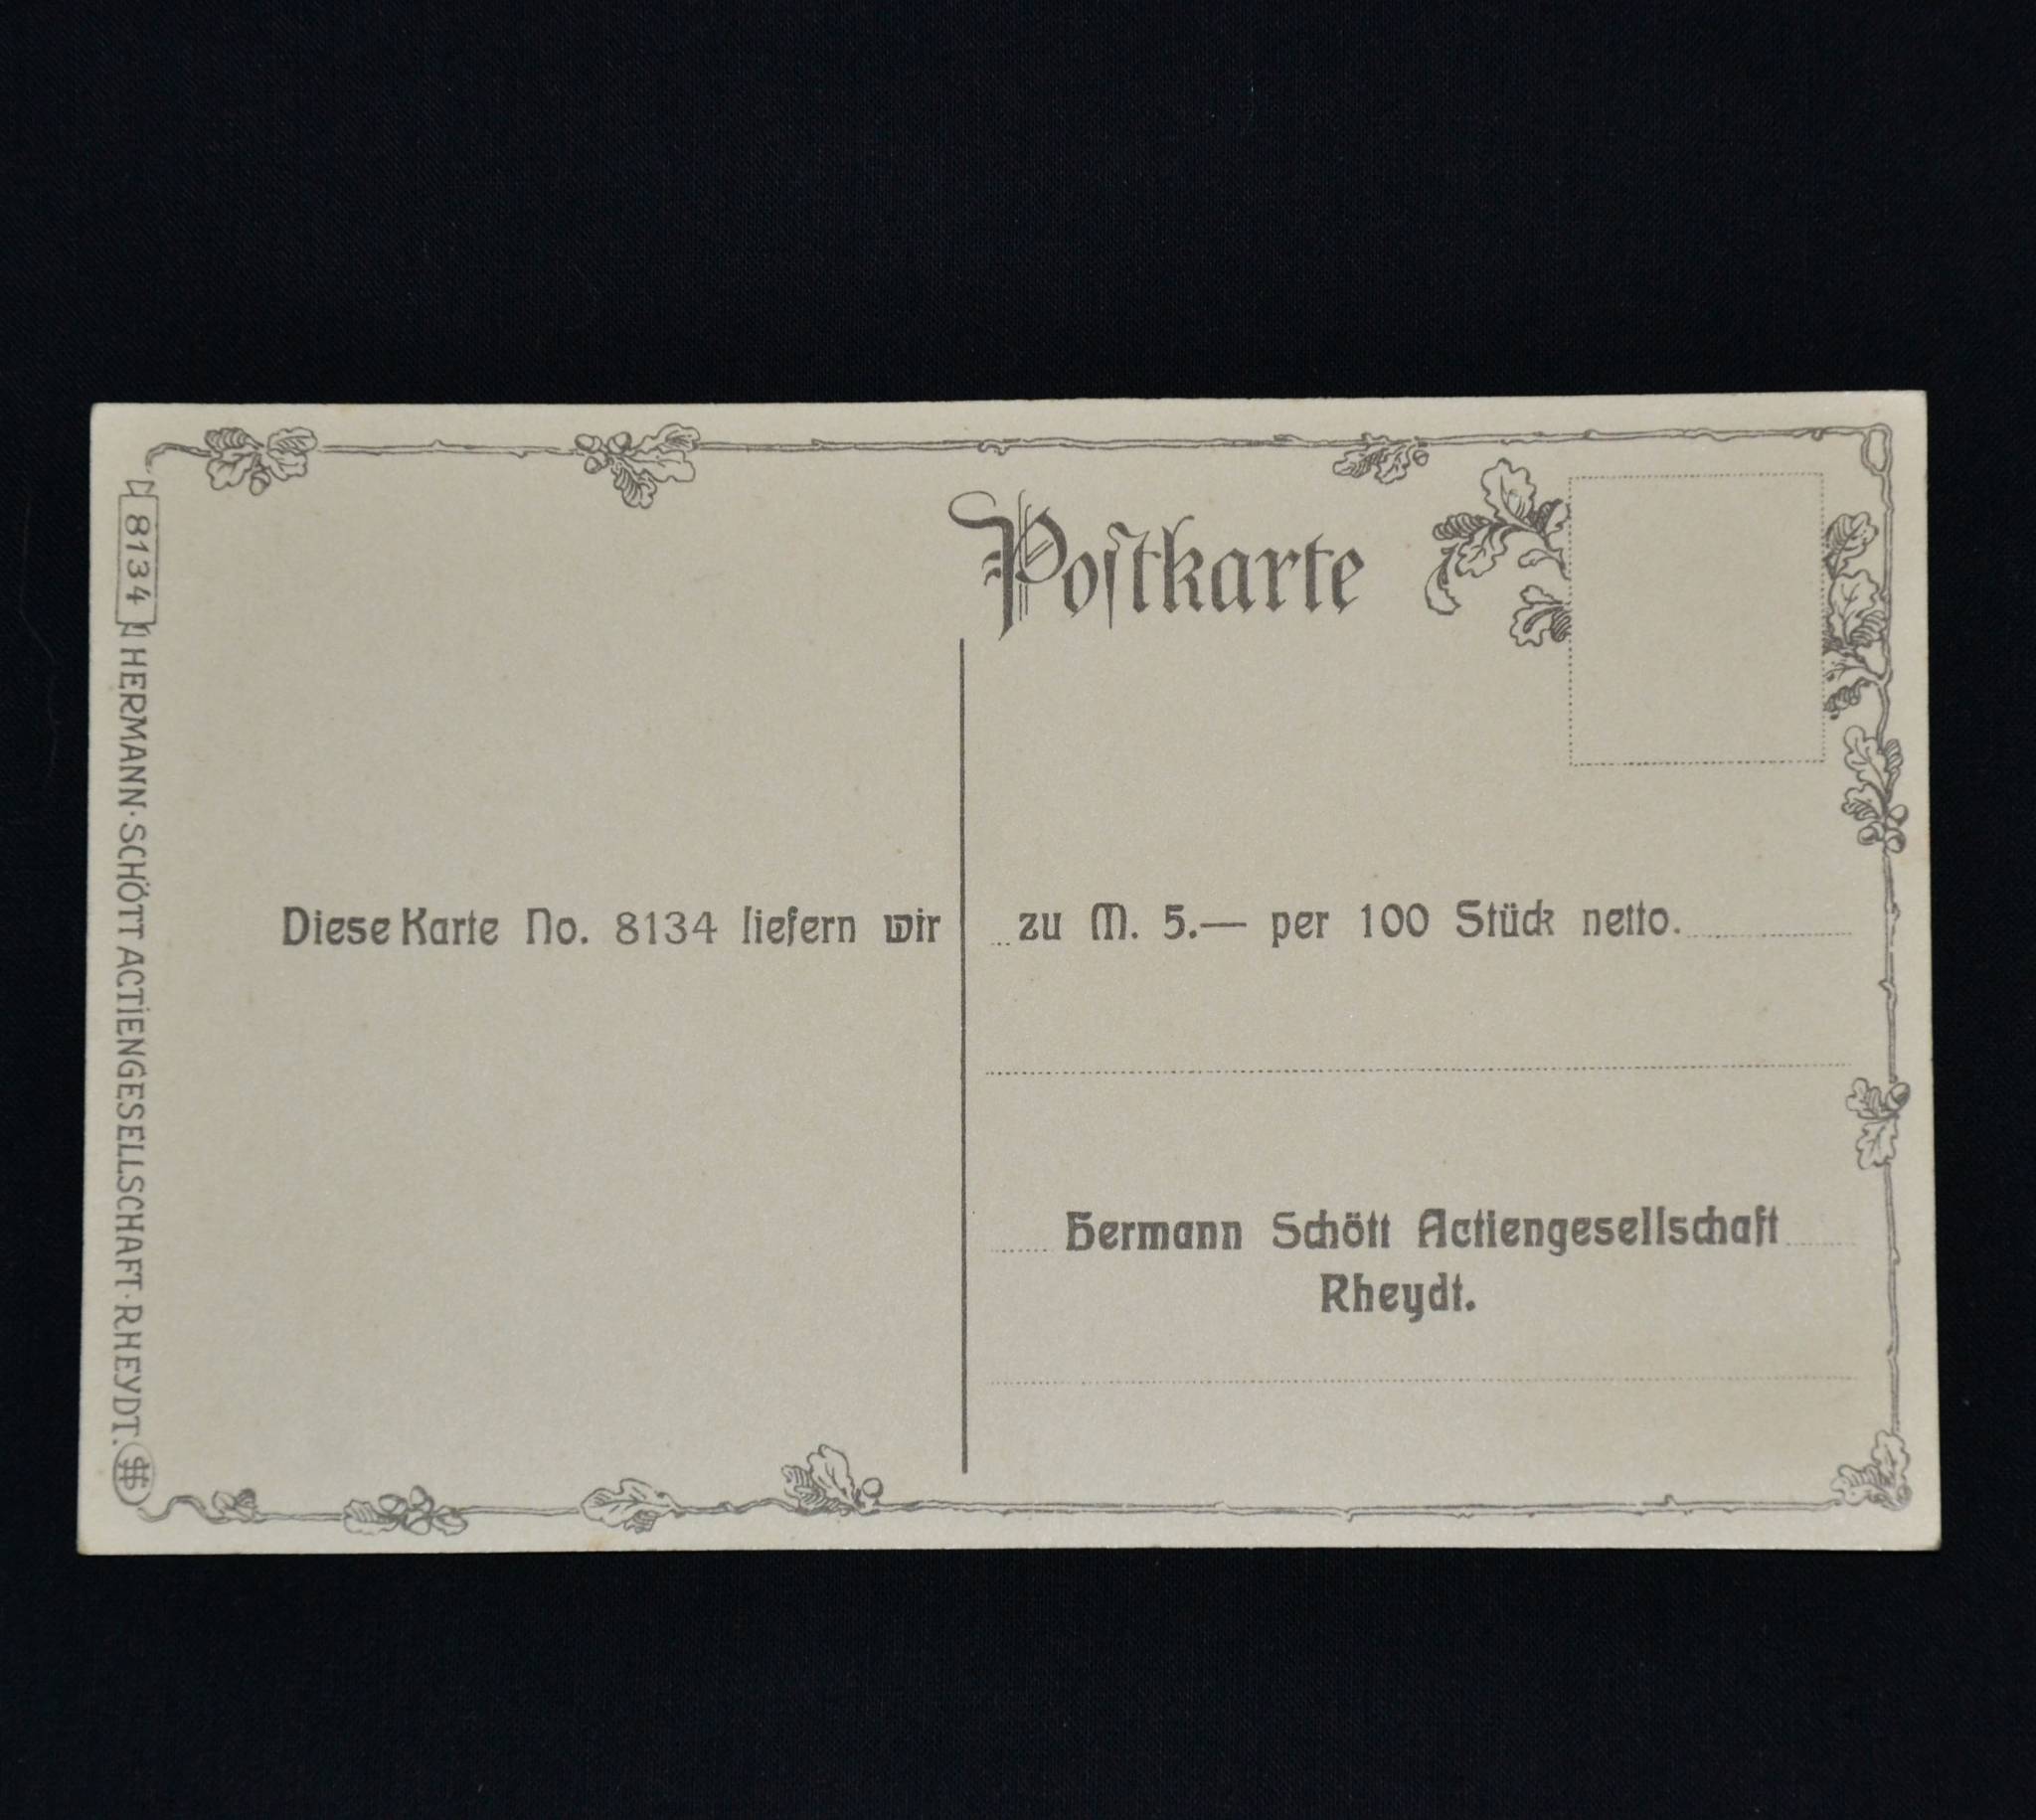 Poſtkarte
8134
HERMANN·SCHÖTT ACTIENGESELLSCHAFT·RHEYDT.
Diese Karte No. 8134 liefern wir zu M. 5.— per 100 Stück netto.
Hermann Schött Actiengesellschaft
Rheydt.